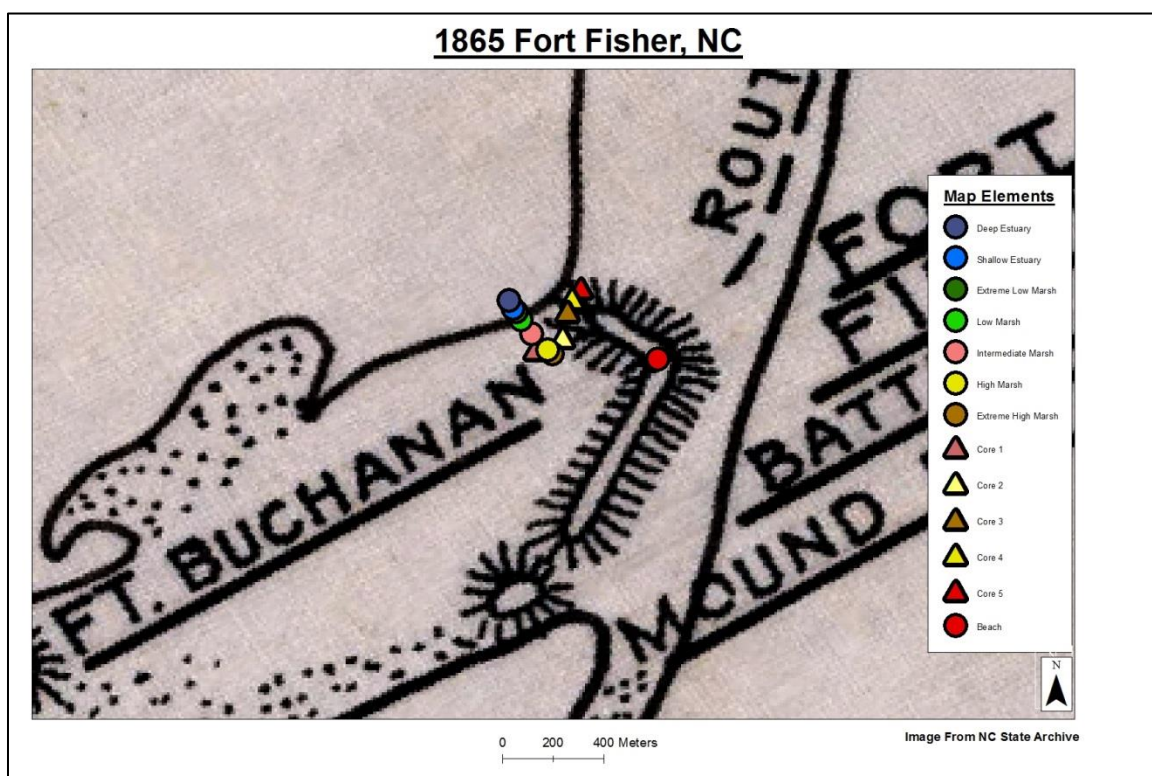 1865 Fort Fisher, NC
ROUT
FORT
FI
BATT
MOUND
FT. BUCHANAN
Map Elements
Deep Estuary
Shallow Estuary
Extreme Low Marsh
Low Marsh
Intermediate Marsh
High Marsh
Extreme High Marsh
Core 1
Core 2
Core 3
Core 4
Core 5
Beach
N
0 200 400 Meters
Image From NC State Archive